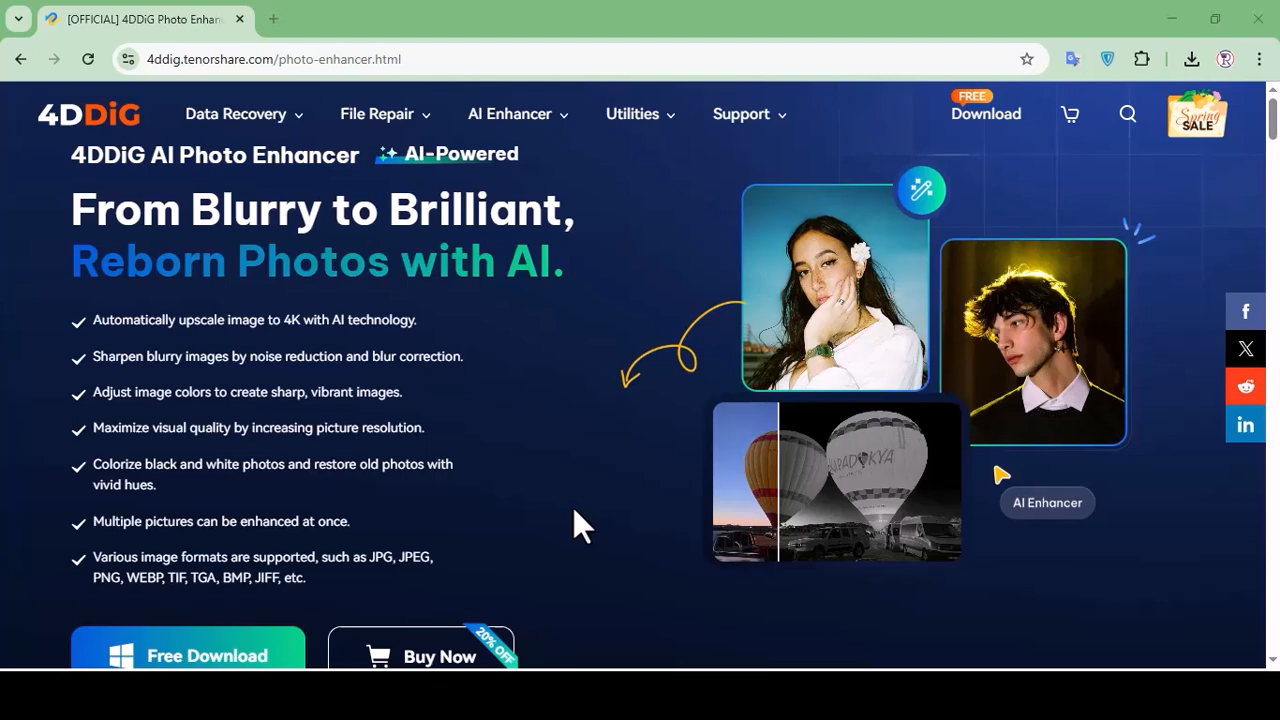 [OFFICIAL] 4DDiG Photo Enhan
4ddig.tenorshare.com/photo-enhancer.html
4DDiG
Data Recovery
File Repair
AI Enhancer
Utilities
Support
FREE
Download
Spring
SALE
4DDiG AI Photo Enhancer
AI-Powered
From Blurry to Brilliant,
Reborn Photos with AI.
Automatically upscale image to 4K with AI technology.
Sharpen blurry images by noise reduction and blur correction.
Adjust image colors to create sharp, vibrant images.
Maximize visual quality by increasing picture resolution.
Colorize black and white photos and restore old photos with
vivid hues.
Multiple pictures can be enhanced at once.
Various image formats are supported, such as JPG, JPEG,
PNG, WEBP, TIF, TGA, BMP, JIFF, etc.
AI Enhancer
Free Download
Buy Now
20% OFF